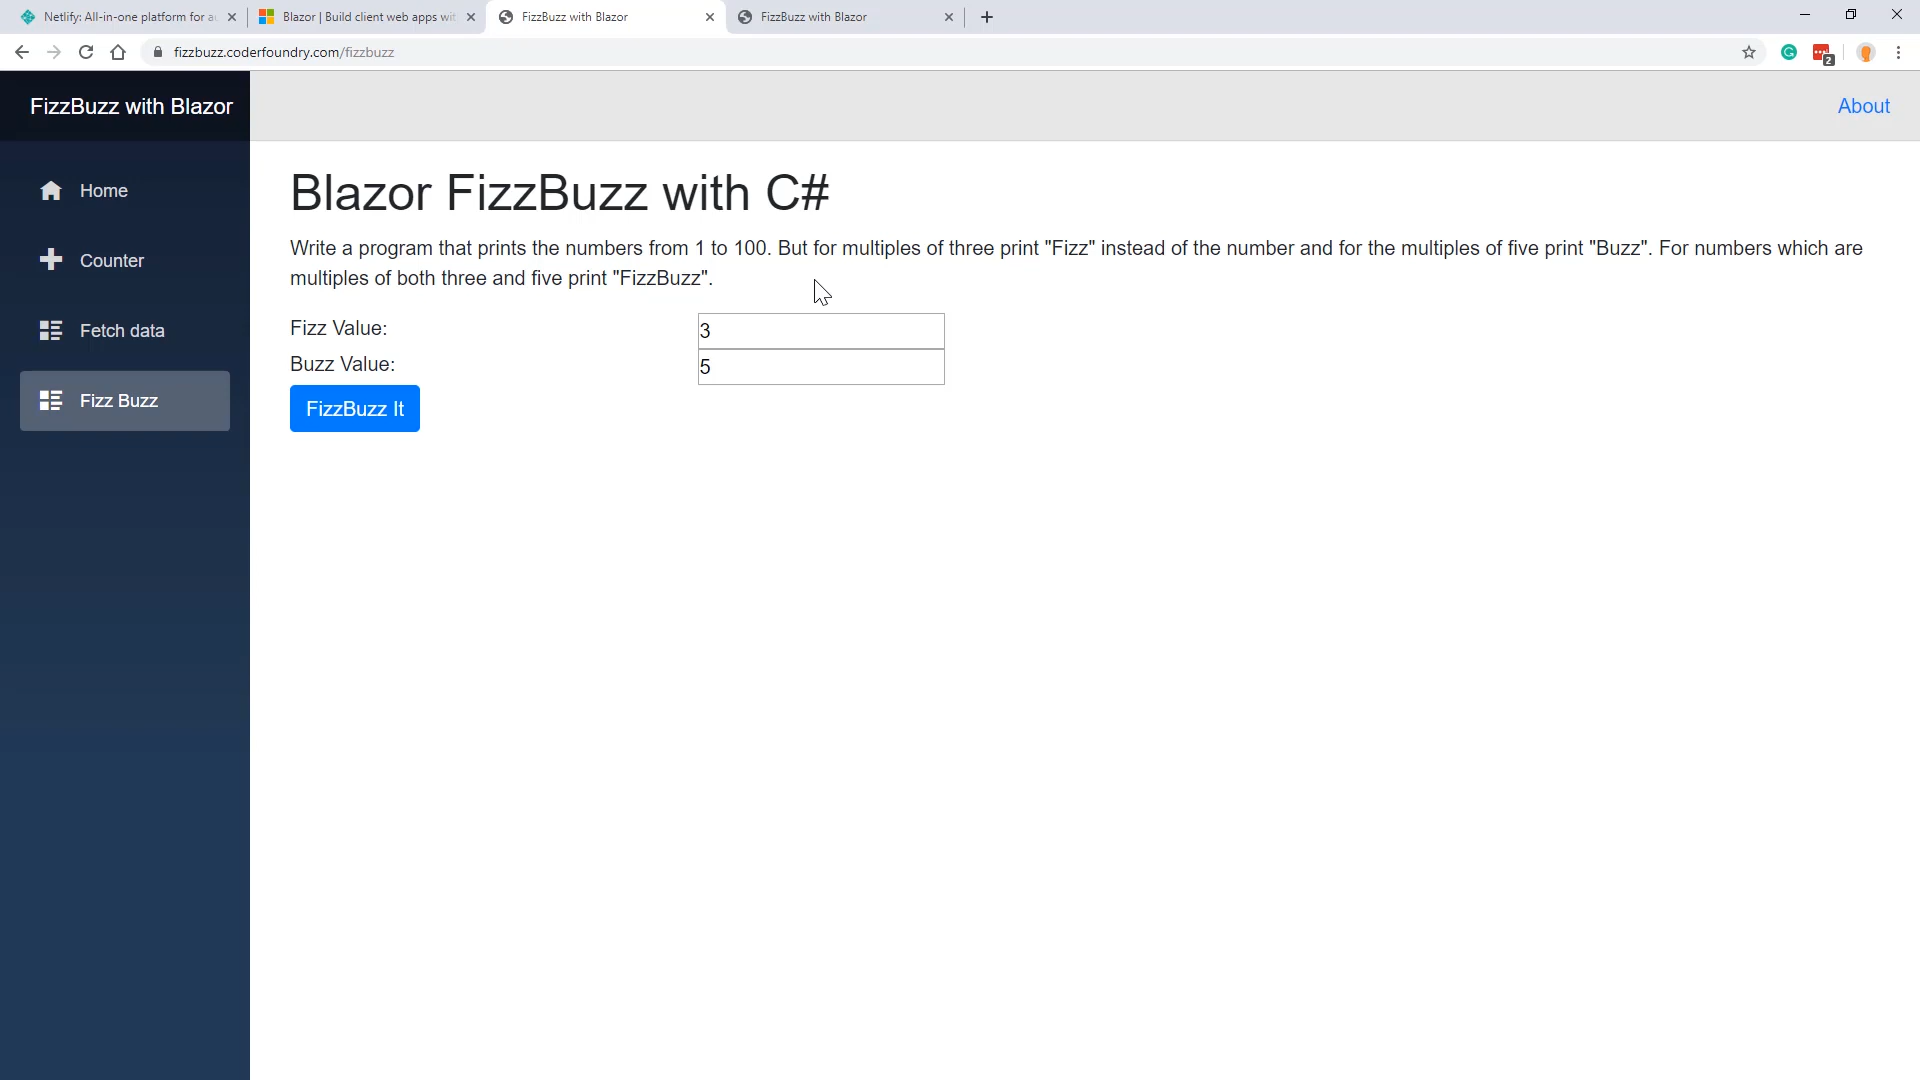 Netlify: All-in-one platform for au
Blazor | Build client web apps wit
FizzBuzz with Blazor
FizzBuzz with Blazor
fizzbuzz.coderfoundry.com/fizzbuzz
2
FizzBuzz with Blazor
About
Home
Counter
Fetch data
Fizz Buzz
Blazor FizzBuzz with C#
Write a program that prints the numbers from 1 to 100. But for multiples of three print "Fizz" instead of the number and for the multiples of five print "Buzz". For numbers which are
multiples of both three and five print "FizzBuzz".
Fizz Value: 3
Buzz Value: 5
FizzBuzz It